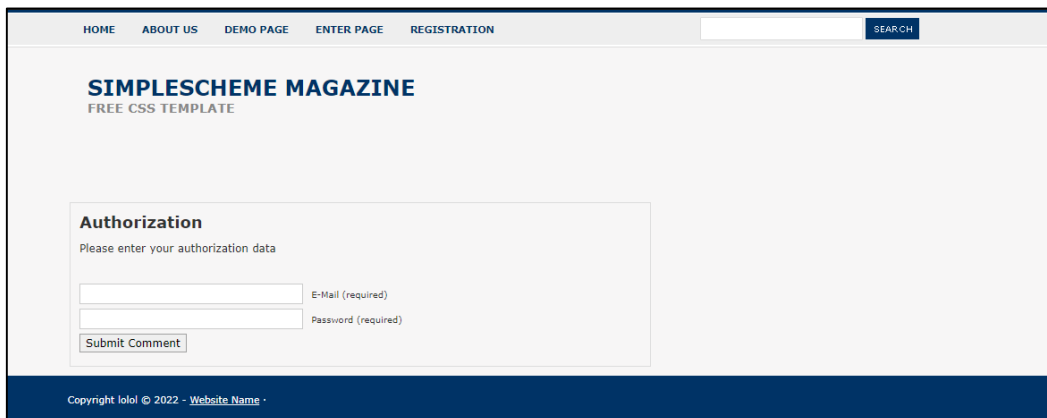 HOME ABOUT US DEMO PAGE ENTER PAGE REGISTRATION SEARCH
SIMPLESCHEME MAGAZINE
FREE CSS TEMPLATE
Authorization
Please enter your authorization data
E-Mail (required)
Password (required)
Submit Comment
Copyright lolol © 2022 - Website Name ·